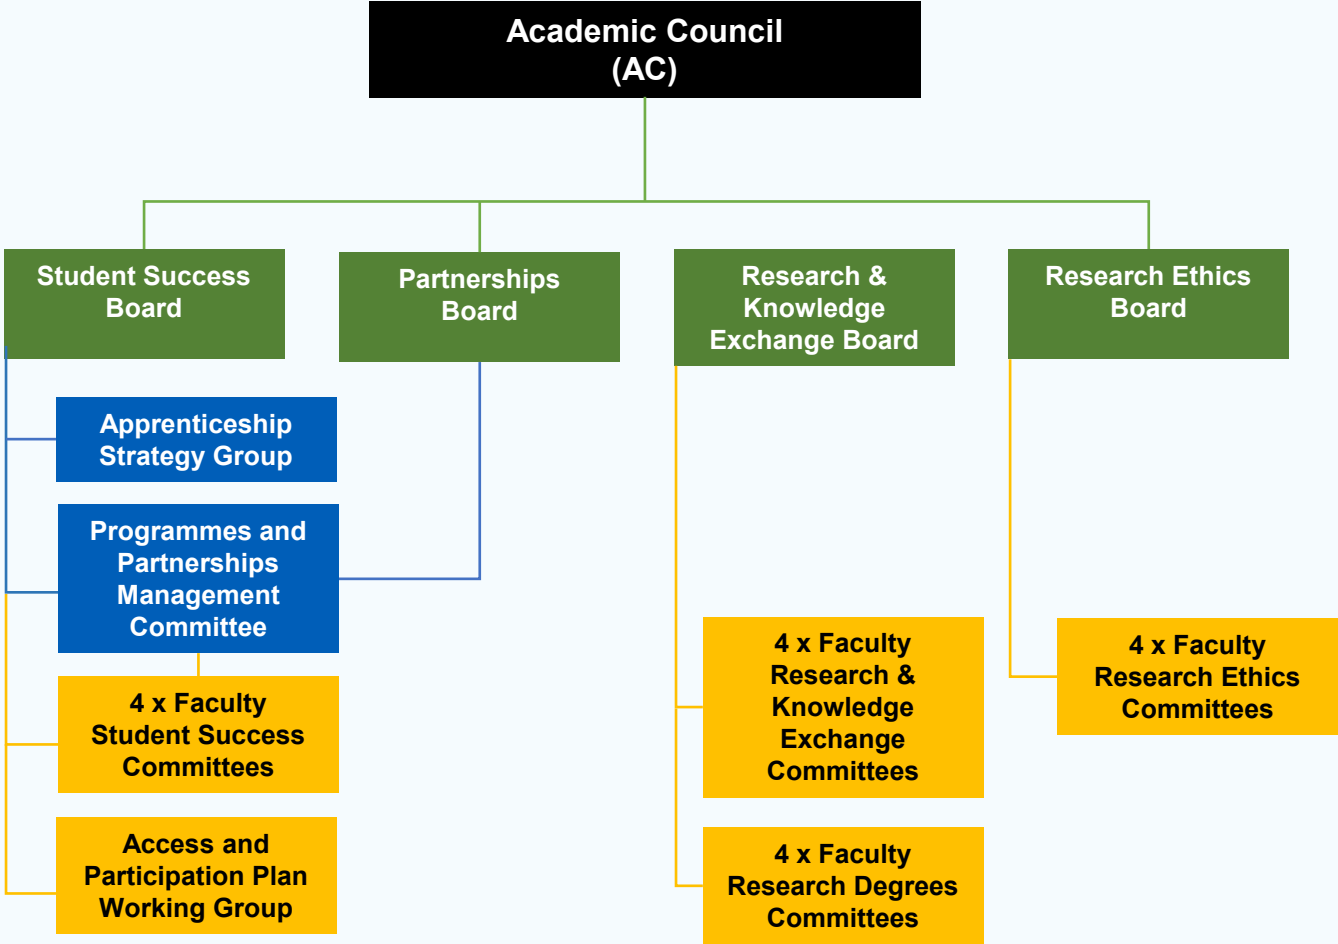 Academic Council
(AC)
Student Success
Board
Partnerships
Board
Research &
Knowledge
Exchange Board
Research Ethics
Board
Apprenticeship
Strategy Group
Programmes and
Partnerships
Management
Committee
4 x Faculty
Student Success
Committees
Access and
Participation Plan
Working Group
4 x Faculty
Research &
Knowledge
Exchange
Committees
4 x Faculty
Research Degrees
Committees
4 x Faculty
Research Ethics
Committees